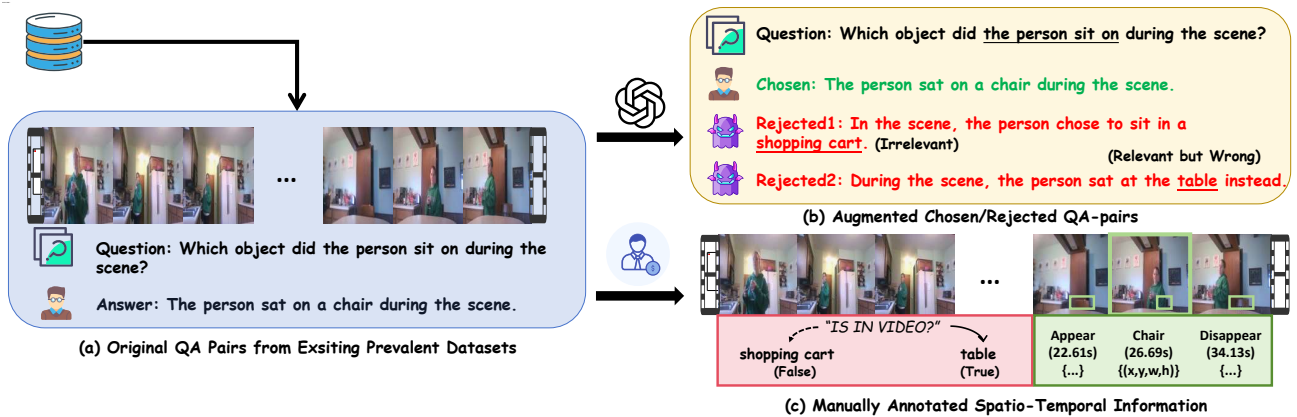 Question: Which object did the person sit on during the
scene?
Answer: The person sat on a chair during the scene.
(a) Original QA Pairs from Exsiting Prevalent Datasets
Question: Which object did the person sit on during the scene?
Chosen: The person sat on a chair during the scene.
Rejected1: In the scene, the person chose to sit in a
shopping cart. (Irrelevant)
(Relevant but Wrong)
Rejected2: During the scene, the person sat at the table instead.
(b) Augmented Chosen/Rejected QA-pairs
...
...
"IS IN VIDEO?"
shopping cart
(False)
table
(True)
Appear
(22.61s)
{...}
Chair
(26.69s)
{(x,y,w,h)}
Disappear
(34.13s)
{...}
(c) Manually Annotated Spatio-Temporal Information